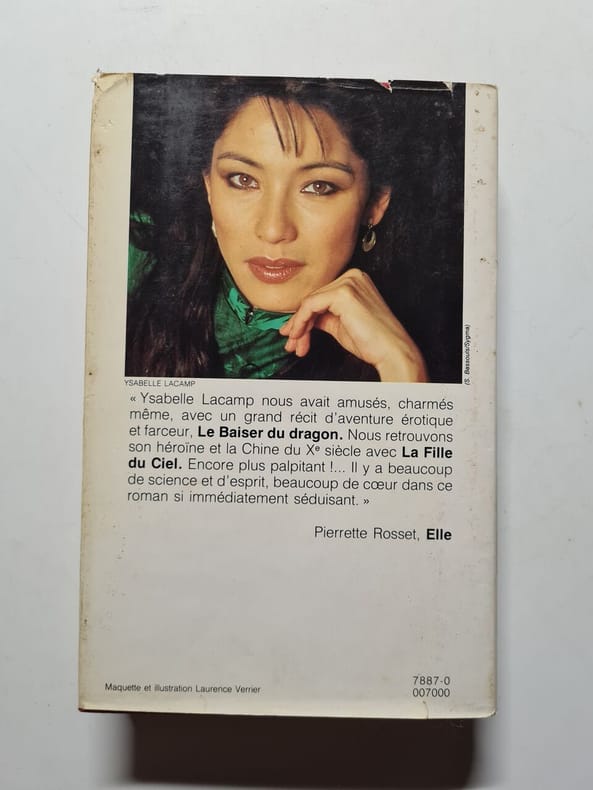 (S. Bassouls/Sygma)
YSABELLE LACAMP
« Ysabelle Lacamp nous avait amusés, charmés
même, avec un grand récit d'aventure érotique
et farceur, Le Baiser du dragon. Nous retrouvons
son héroïne et la Chine du Xᵉ siècle avec La Fille
du Ciel. Encore plus palpitant !... Il y a beaucoup
de science et d'esprit, beaucoup de cœur dans ce
roman si immédiatement séduisant. »
Pierrette Rosset, Elle
Maquette et illustration Laurence Verrier
7887-0
007000